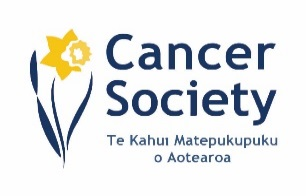 Cancer
Society
Te Kahui Matepukupuku
o Aotearoa